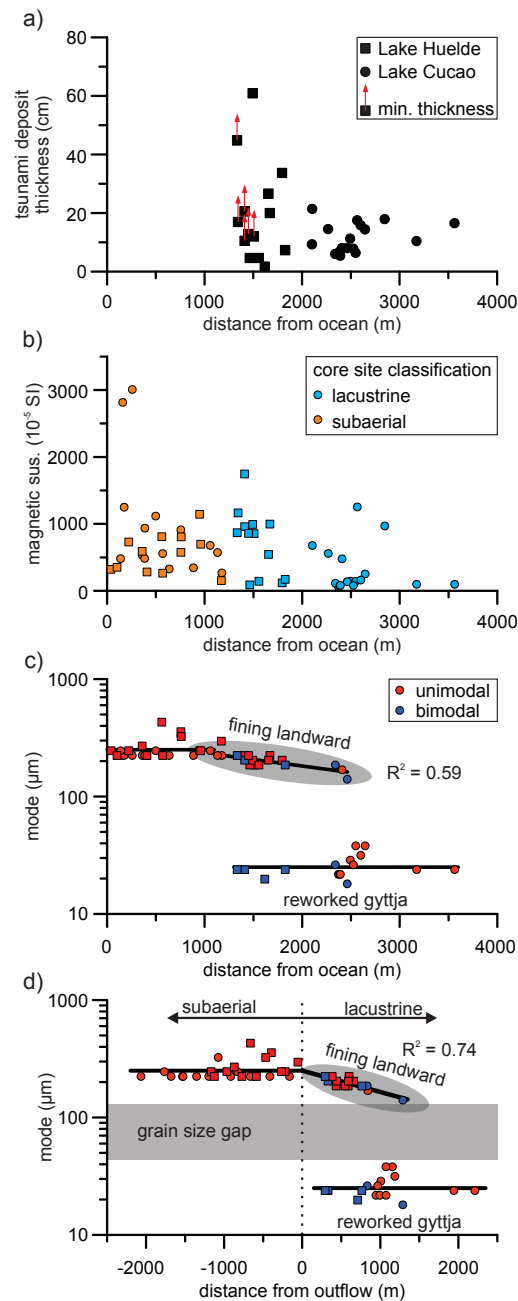 a)
80
60
40
20
0
tsunami deposit
thickness (cm)
Lake Huelde
Lake Cucao
min. thickness
0 1000 2000 3000 4000
distance from ocean (m)
b)
3000
2000
1000
0
magnetic sus. (10⁻⁵ SI)
core site classification
lacustrine
subaerial
0 1000 2000 3000 4000
distance from ocean (m)
c)
1000
100
10
mode (µm)
unimodal
bimodal
fining landward
R² = 0.59
reworked gyttja
0 1000 2000 3000 4000
distance from ocean (m)
d)
1000
100
10
mode (µm)
subaerial lacustrine
R² = 0.74
fining landward
grain size gap
reworked gyttja
-2000 -1000 0 1000 2000
distance from outflow (m)